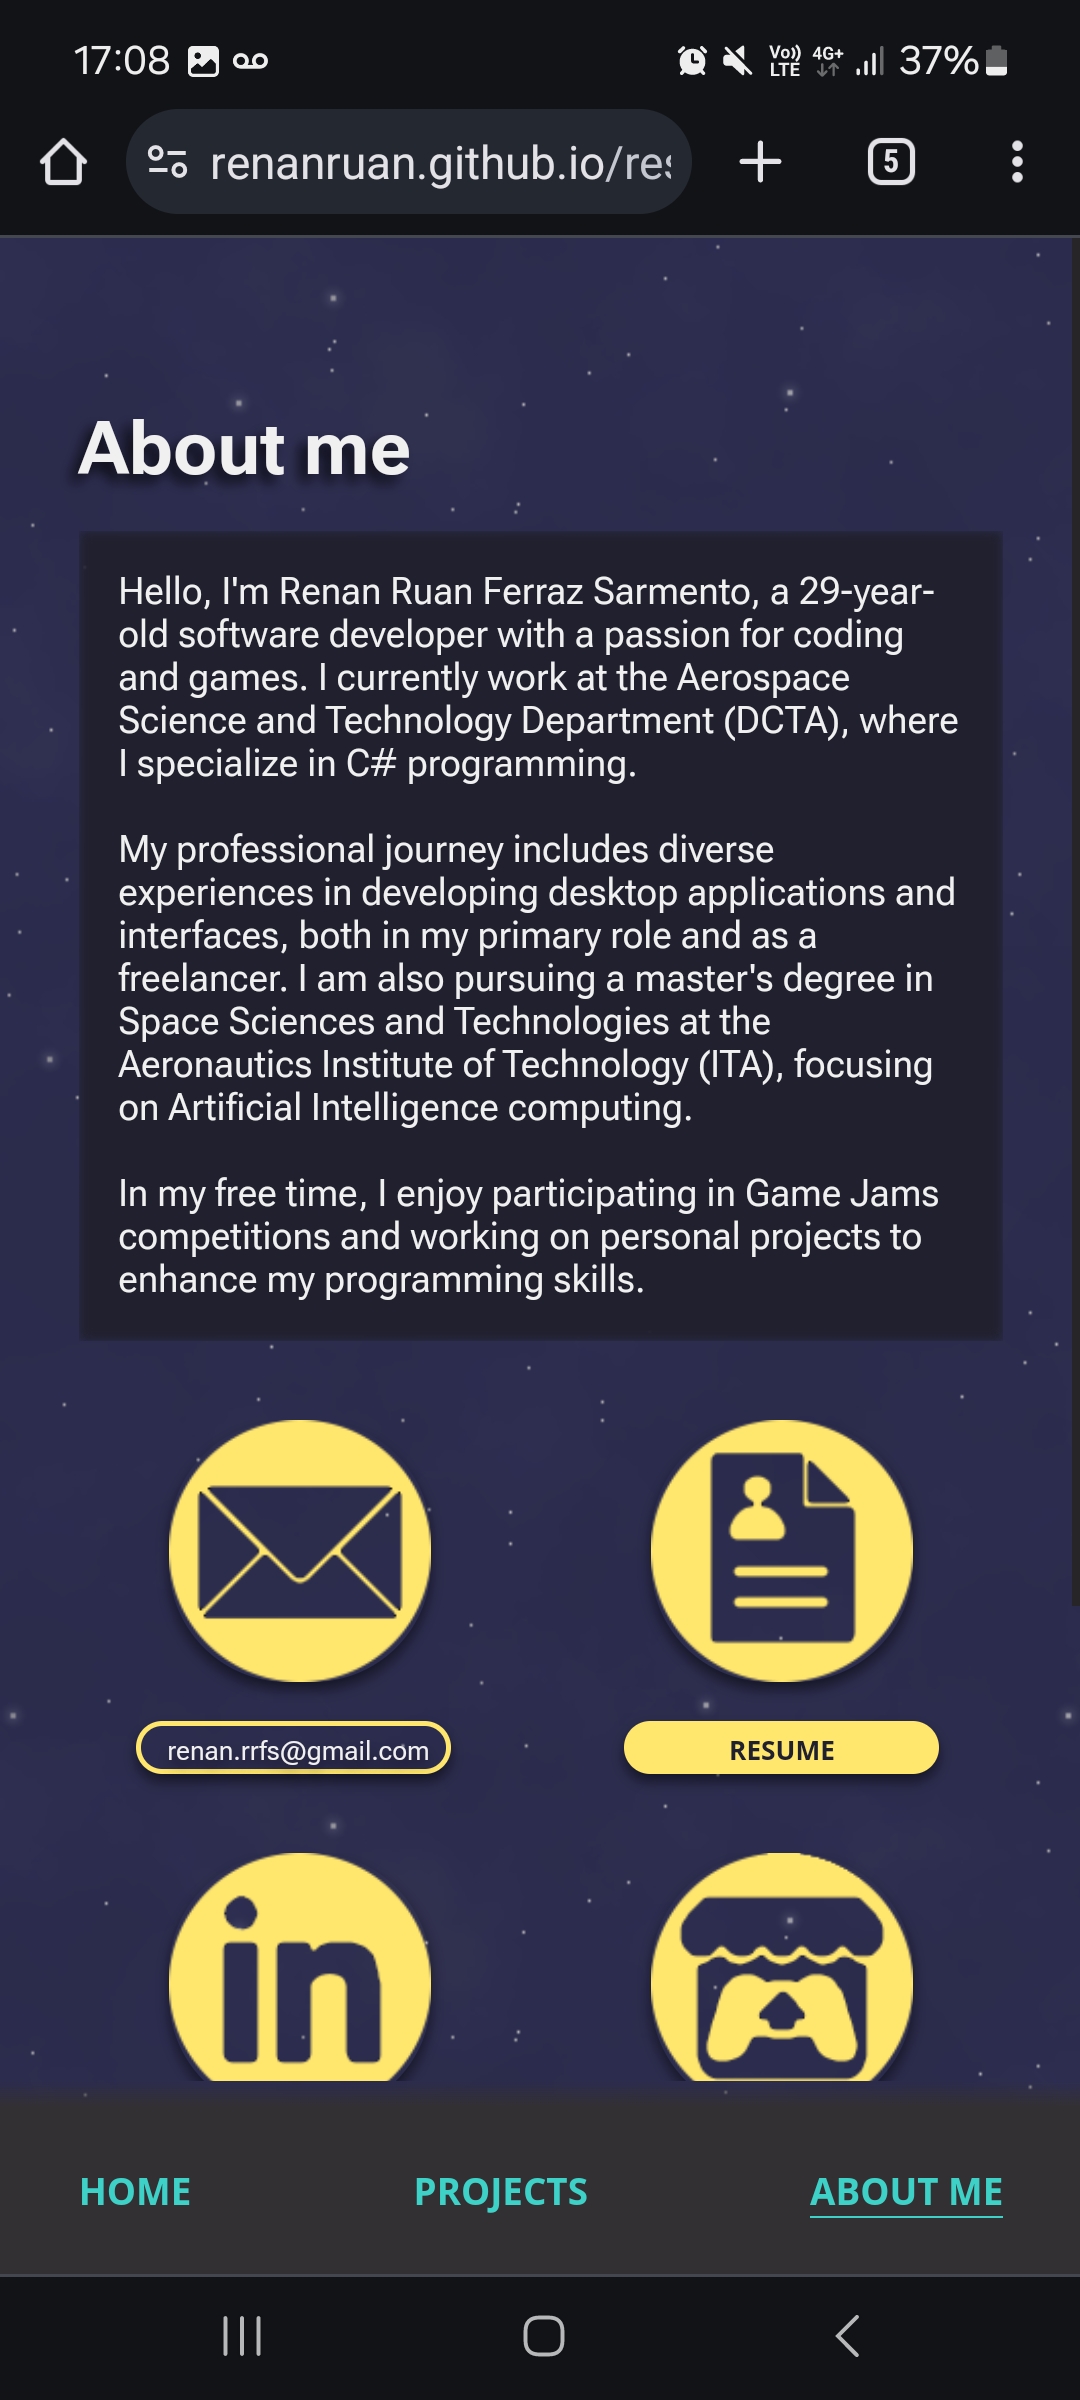 17:08
Vo))
LTE
4G+
37%
renanruan.github.io/res
5
About me
Hello, I'm Renan Ruan Ferraz Sarmento, a 29-year-
old software developer with a passion for coding
and games. I currently work at the Aerospace
Science and Technology Department (DCTA), where
I specialize in C# programming.
My professional journey includes diverse
experiences in developing desktop applications and
interfaces, both in my primary role and as a
freelancer. I am also pursuing a master's degree in
Space Sciences and Technologies at the
Aeronautics Institute of Technology (ITA), focusing
on Artificial Intelligence computing.
In my free time, I enjoy participating in Game Jams
competitions and working on personal projects to
enhance my programming skills.
renan.rrfs@gmail.com
RESUME
in
HOME
PROJECTS
ABOUT ME